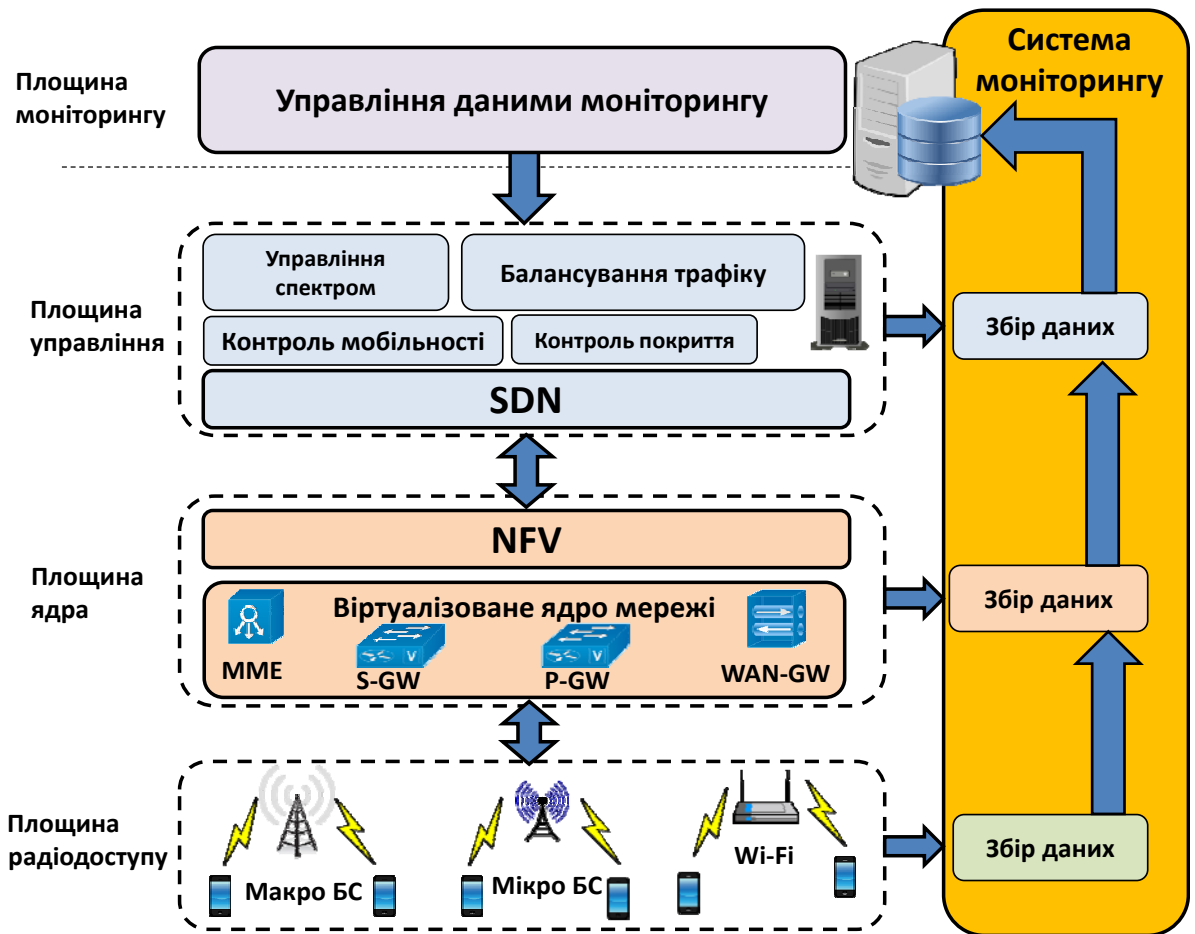 Площина
моніторингу
Управління даними моніторингу
Система
моніторингу
Площина
управління
Управління
спектром
Балансування трафіку
Контроль мобільності
Контроль покриття
SDN
Збір даних
Площина
ядра
NFV
Віртуалізоване ядро мережі
MME
S-GW
P-GW
WAN-GW
V
V
Збір даних
Площина
радіодоступу
Макро БС
Мікро БС
Wi-Fi
Збір даних